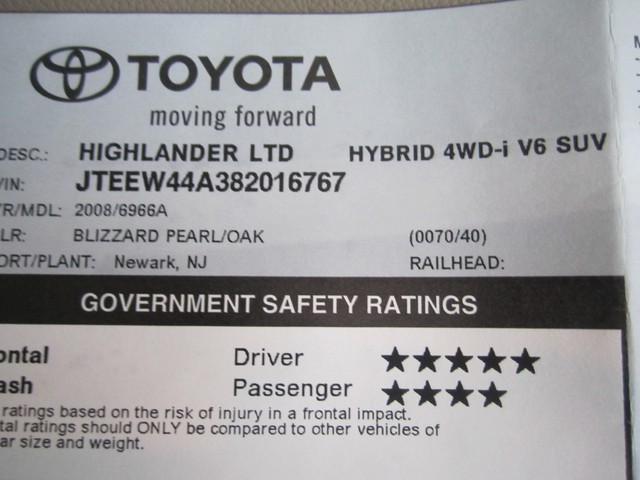 TOYOTA
moving forward
DESC.: HIGHLANDER LTD HYBRID 4WD-i V6 SUV
VIN: JTEEW44A382016767
YR/MDL: 2008/6966A
LR: BLIZZARD PEARL/OAK (0070/40)
ORT/PLANT: Newark, NJ RAILHEAD:
GOVERNMENT SAFETY RATINGS
ontal Driver ★★★★★
ash Passenger ★★★★
ratings based on the risk of injury in a frontal impact.
tal ratings should ONLY be compared to other vehicles of
ar size and weight.